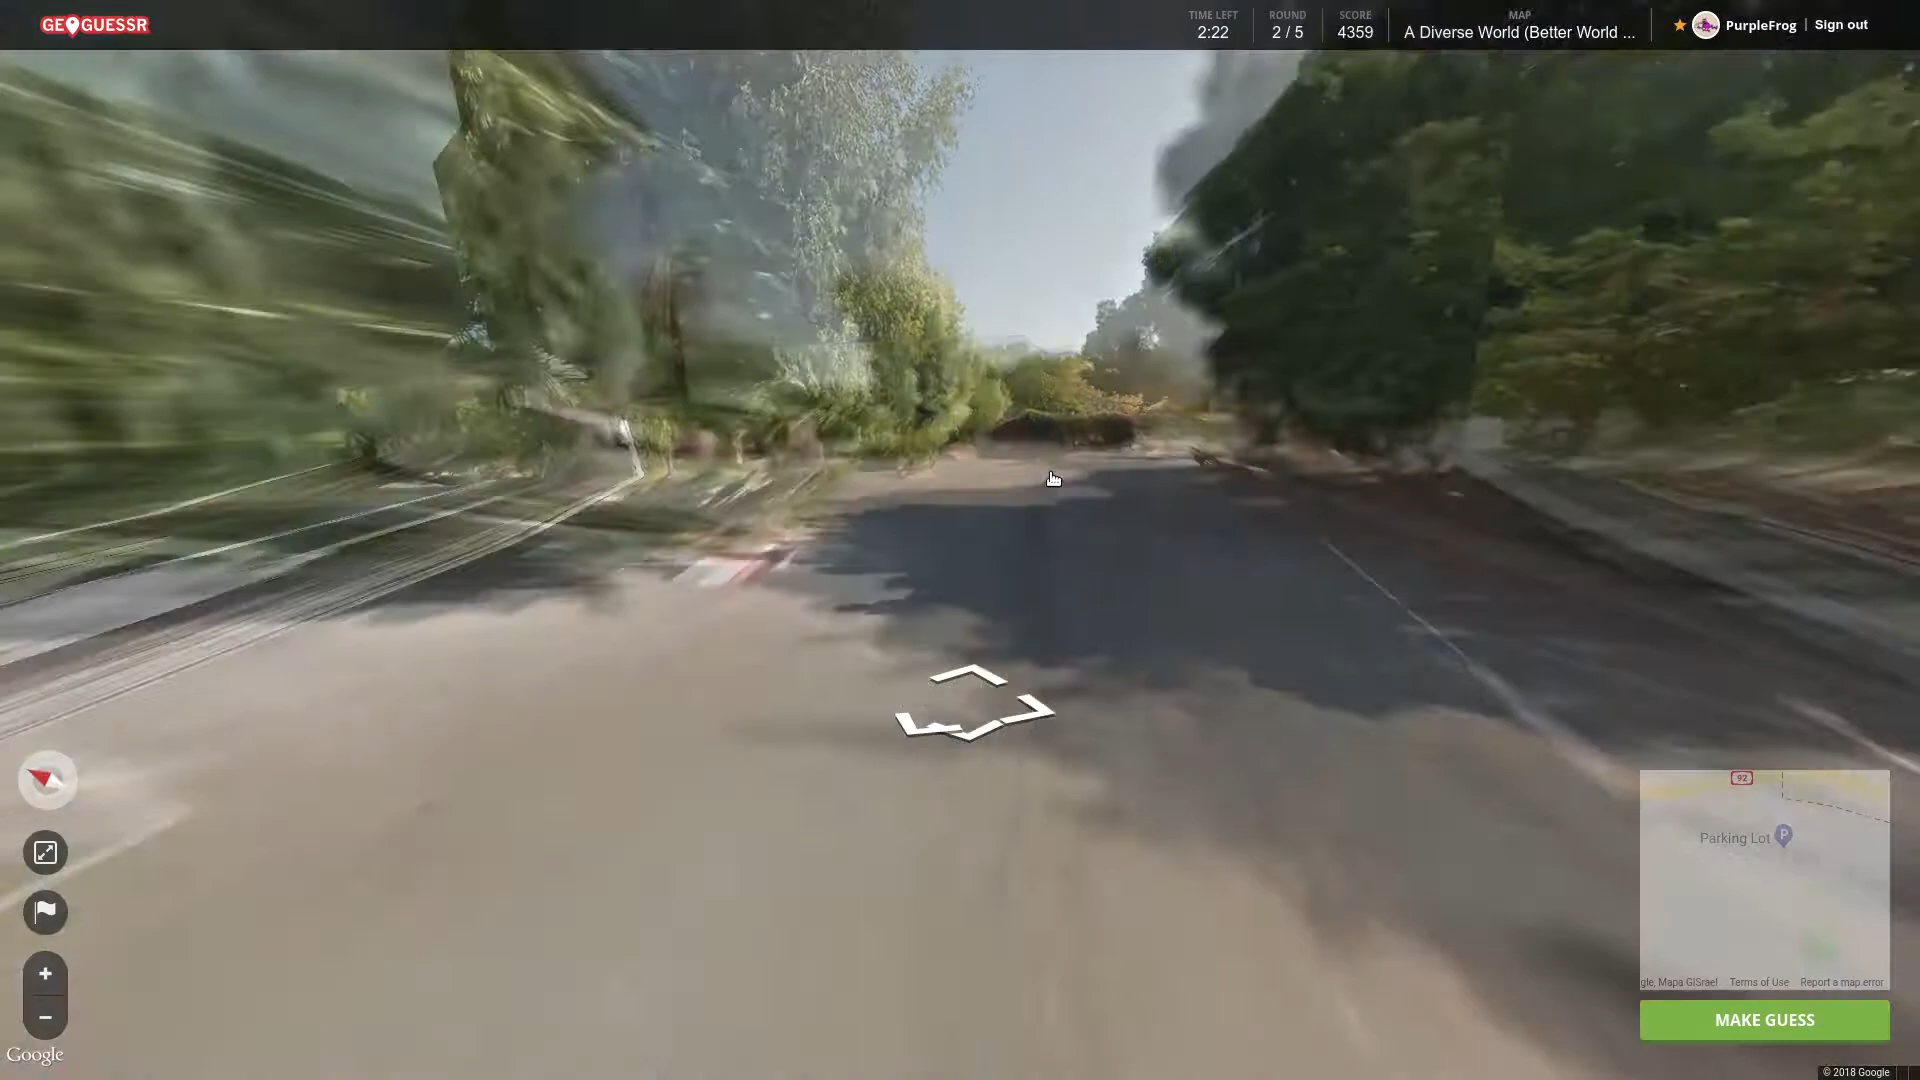 GEOGUESSR
TIME LEFT
2:22
ROUND
2 / 5
SCORE
4359
MAP
A Diverse World (Better World ...
PurpleFrog
Sign out
92
Parking Lot P
gle, Mapa GISrael Terms of Use Report a map error
MAKE GUESS
+
−
Google
© 2018 Google